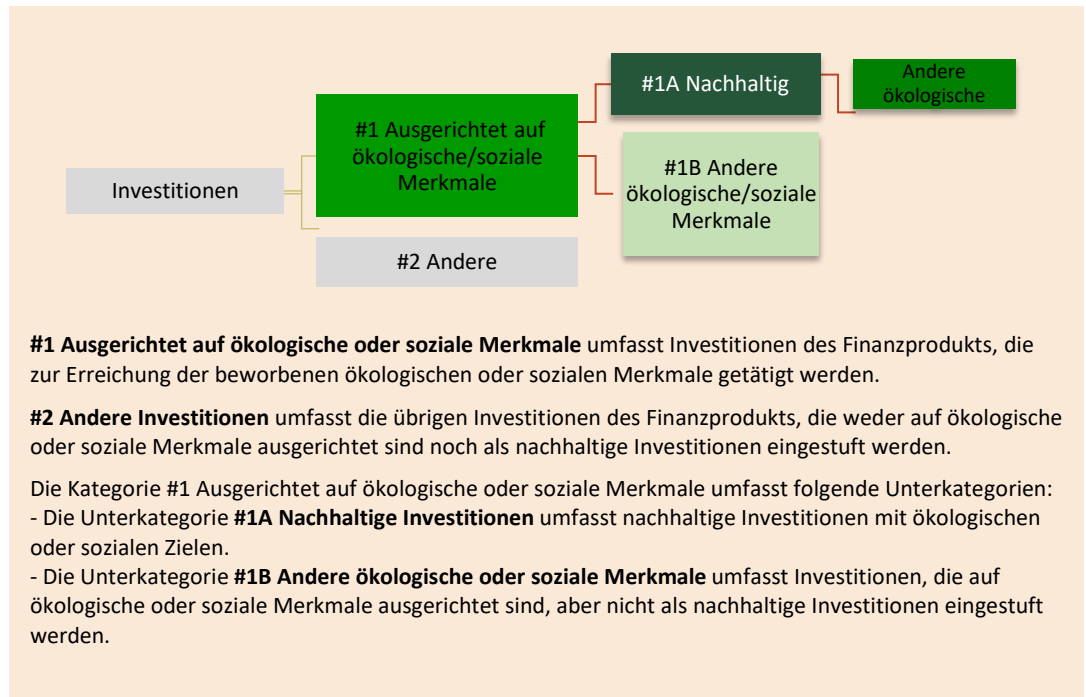 Andere
ökologische
#1A Nachhaltig
#1 Ausgerichtet auf
ökologische/soziale
Merkmale
#1B Andere
ökologische/soziale
Merkmale
Investitionen
#2 Andere
#1 Ausgerichtet auf ökologische oder soziale Merkmale umfasst Investitionen des Finanzprodukts, die
zur Erreichung der beworbenen ökologischen oder sozialen Merkmale getätigt werden.
#2 Andere Investitionen umfasst die übrigen Investitionen des Finanzprodukts, die weder auf ökologische
oder soziale Merkmale ausgerichtet sind noch als nachhaltige Investitionen eingestuft werden.
Die Kategorie #1 Ausgerichtet auf ökologische oder soziale Merkmale umfasst folgende Unterkategorien:
- Die Unterkategorie #1A Nachhaltige Investitionen umfasst nachhaltige Investitionen mit ökologischen
oder sozialen Zielen.
- Die Unterkategorie #1B Andere ökologische oder soziale Merkmale umfasst Investitionen, die auf
ökologische oder soziale Merkmale ausgerichtet sind, aber nicht als nachhaltige Investitionen eingestuft
werden.